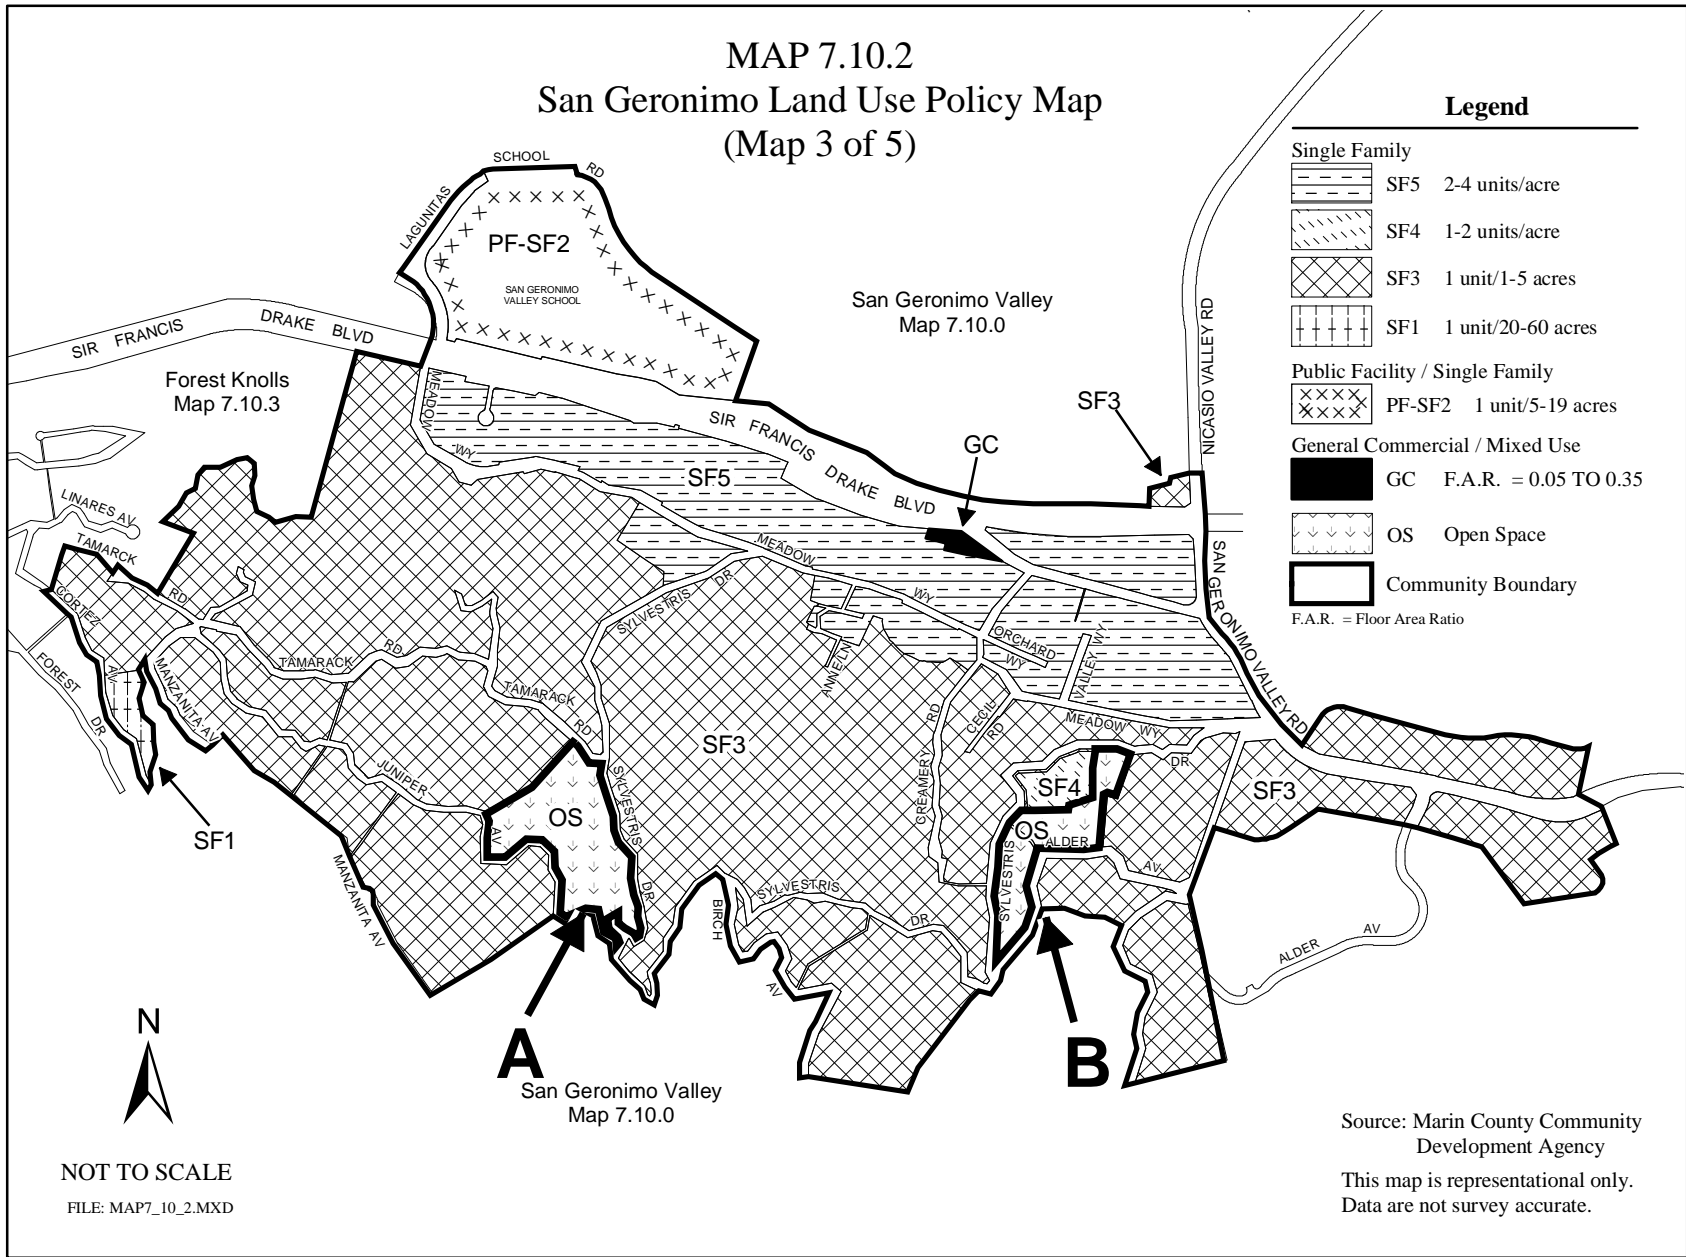 MAP 7.10.2
San Geronimo Land Use Policy Map
(Map 3 of 5)
Legend
Single Family
SF5 2-4 units/acre
SF4 1-2 units/acre
SF3 1 unit/1-5 acres
SF1 1 unit/20-60 acres
Public Facility / Single Family
PF-SF2 1 unit/5-19 acres
General Commercial / Mixed Use
GC F.A.R. = 0.05 TO 0.35
OS Open Space
Community Boundary
F.A.R. = Floor Area Ratio
LAGUNITAS SCHOOL RD
PF-SF2
SAN GERONIMO
VALLEY SCHOOL
San Geronimo Valley
Map 7.10.0
SIR FRANCIS DRAKE BLVD
Forest Knolls
Map 7.10.3
NICASIO VALLEY RD
SF3
GC
MEADOW WY
SIR FRANCIS DRAKE BLVD
SF5
LINARES AV
TAMARCK RD
CORTEZ AV
FOREST DR
MANZANITA AV
TAMARACK RD
TAMARACK RD
SYLVESTRIS DR
MEADOW WY
ORCHARD WY
VALLEY WY
ANNE LN
CECIL RD
CREAMERY RD
MEADOW WY
SAN GERONIMO VALLEY RD
SF3
SF1
JUNIPER AV
MANZANITA AV
OS
SYLVESTRIS DR
BIRCH AV
SYLVESTRIS DR
SYLVESTRIS DR
SF4
OS
ALDER AV
SF3
ALDER AV
A
B
San Geronimo Valley
Map 7.10.0
N
NOT TO SCALE
FILE: MAP7_10_2.MXD
Source: Marin County Community
Development Agency
This map is representational only.
Data are not survey accurate.